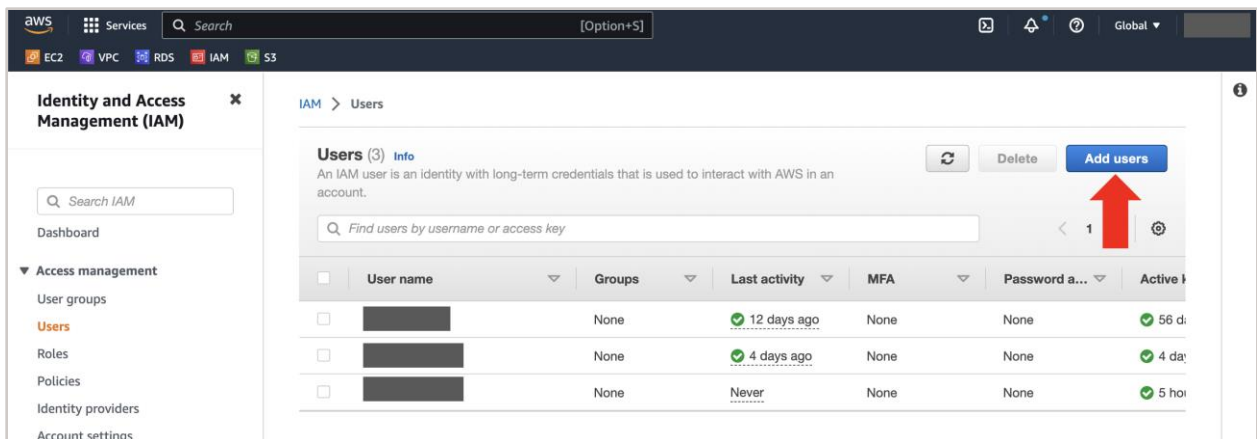 aws Services Search [Option+S] Global
EC2 VPC RDS IAM S3
Identity and Access
Management (IAM)
Search IAM
Dashboard
Access management
User groups
Users
Roles
Policies
Identity providers
Account settings
IAM > Users
Users (3) Info
An IAM user is an identity with long-term credentials that is used to interact with AWS in an
account.
Delete Add users
Find users by username or access key
1
User name Groups Last activity MFA Password a... Active
None 12 days ago None None 56
None 4 days ago None None 4
None Never None None 5